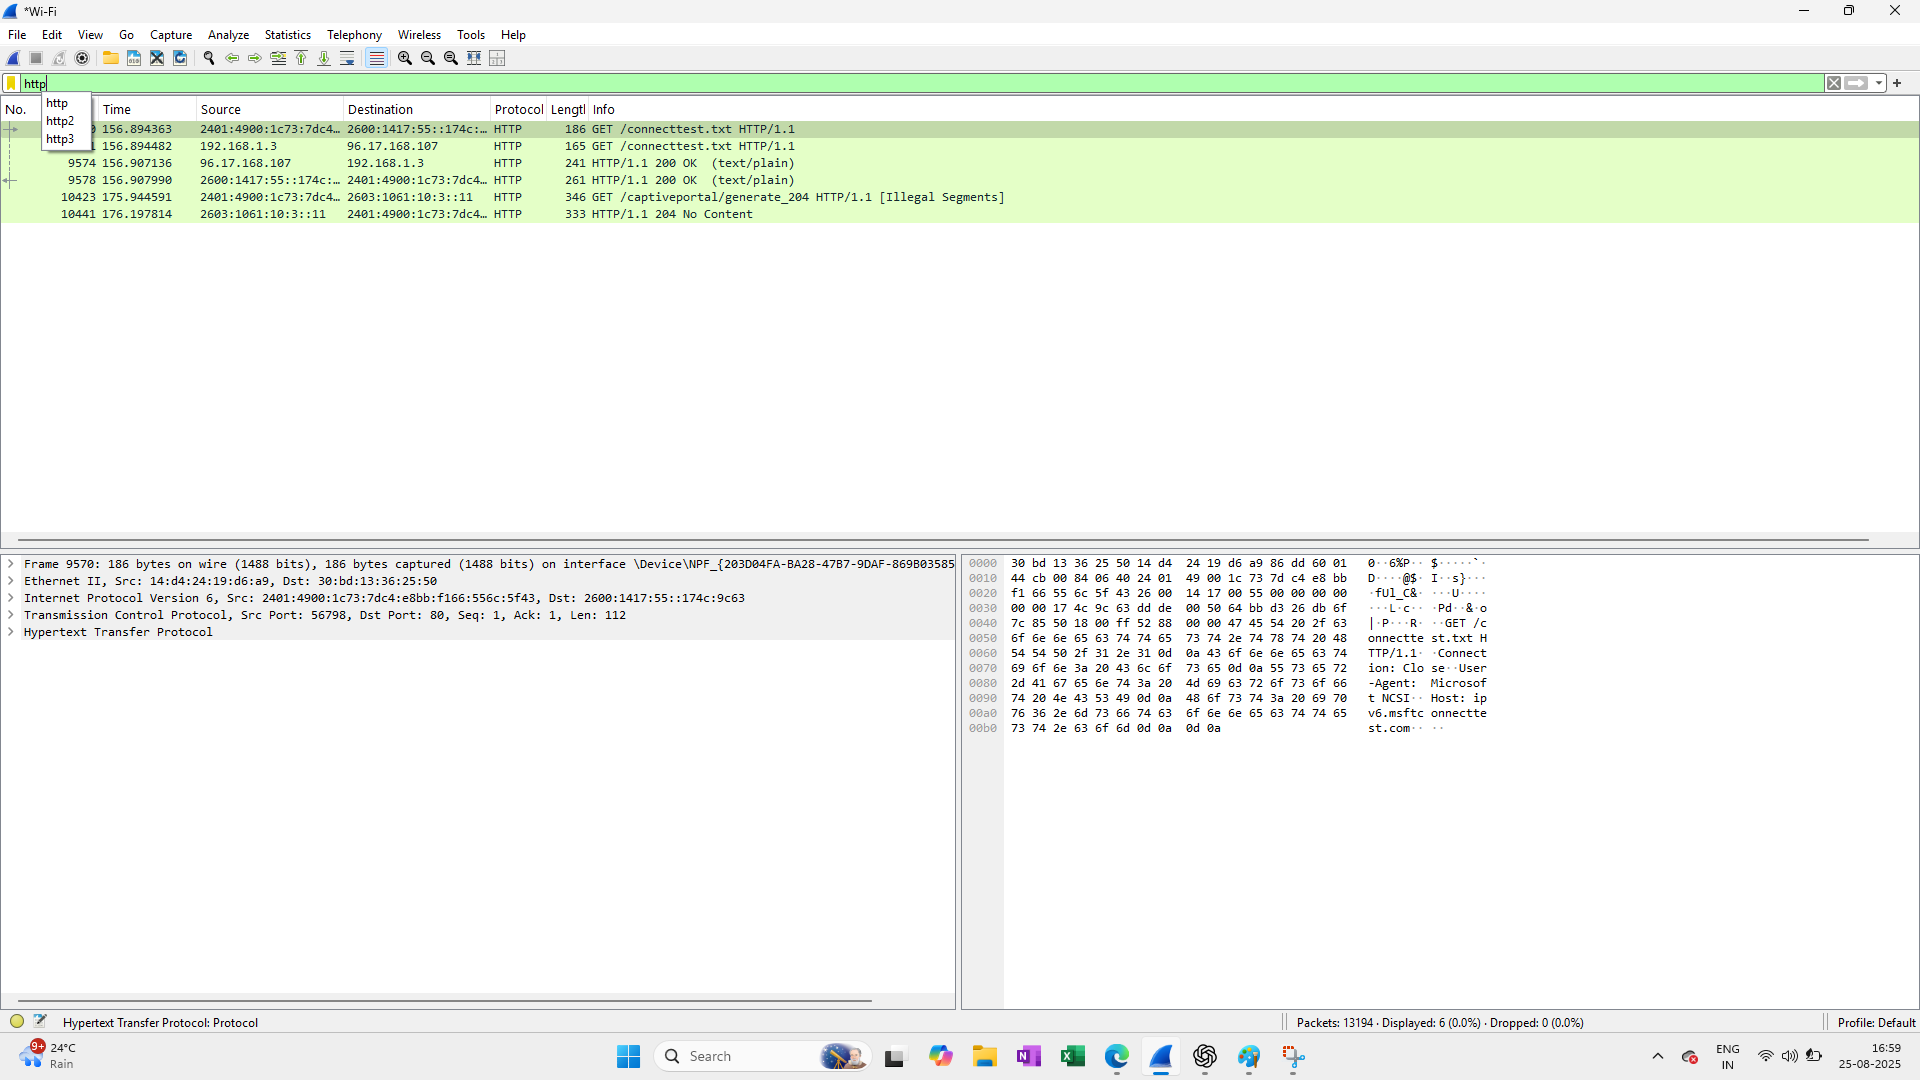 *Wi-Fi
File Edit View Go Capture Analyze Statistics Telephony Wireless Tools Help
http
http
http2
http3
No. Time Source Destination Protocol Lengtl Info
156.894363 2401:4900:1c73:7dc4… 2600:1417:55::174c:… HTTP 186 GET /connecttest.txt HTTP/1.1
156.894482 192.168.1.3 96.17.168.107 HTTP 165 GET /connecttest.txt HTTP/1.1
9574 156.907136 96.17.168.107 192.168.1.3 HTTP 241 HTTP/1.1 200 OK (text/plain)
9578 156.907990 2600:1417:55::174c:… 2401:4900:1c73:7dc4… HTTP 261 HTTP/1.1 200 OK (text/plain)
10423 175.944591 2401:4900:1c73:7dc4… 2603:1061:10:3::11 HTTP 346 GET /captiveportal/generate_204 HTTP/1.1 [Illegal Segments]
10441 176.197814 2603:1061:10:3::11 2401:4900:1c73:7dc4… HTTP 333 HTTP/1.1 204 No Content
Frame 9570: 186 bytes on wire (1488 bits), 186 bytes captured (1488 bits) on interface \Device\NPF_{203D04FA-BA28-47B7-9DAF-869B03585
Ethernet II, Src: 14:d4:24:19:d6:a9, Dst: 30:bd:13:36:25:50
Internet Protocol Version 6, Src: 2401:4900:1c73:7dc4:e8bb:f166:556c:5f43, Dst: 2600:1417:55::174c:9c63
Transmission Control Protocol, Src Port: 56798, Dst Port: 80, Seq: 1, Ack: 1, Len: 112
Hypertext Transfer Protocol
0000 30 bd 13 36 25 50 14 d4 24 19 d6 a9 86 dd 60 01 0··6%P·· $·····`·
0010 44 cb 00 84 06 40 24 01 49 00 1c 73 7d c4 e8 bb D····@$· I··s}···
0020 f1 66 55 6c 5f 43 26 00 14 17 00 55 00 00 00 00 ·fUl_C&· ···U····
0030 00 00 17 4c 9c 63 dd de 00 50 64 bb d3 26 db 6f ···L·c·· ·Pd··&·o
0040 7c 85 50 18 00 ff 52 88 00 00 47 45 54 20 2f 63 |·P···R· ··GET /c
0050 6f 6e 6e 65 63 74 74 65 73 74 2e 74 78 74 20 48 onnectte st.txt H
0060 54 54 50 2f 31 2e 31 0d 0a 43 6f 6e 6e 65 63 74 TTP/1.1· ·Connect
0070 69 6f 6e 3a 20 43 6c 6f 73 65 0d 0a 55 73 65 72 ion: Clo se··User
0080 2d 41 67 65 6e 74 3a 20 4d 69 63 72 6f 73 6f 66 -Agent: Microsof
0090 74 20 4e 43 53 49 0d 0a 48 6f 73 74 3a 20 69 70 t NCSI·· Host: ip
00a0 76 36 2e 6d 73 66 74 63 6f 6e 6e 65 63 74 74 65 v6.msftc onnectte
00b0 73 74 2e 63 6f 6d 0d 0a 0d 0a st.com·· ··
Hypertext Transfer Protocol: Protocol
Packets: 13194 · Displayed: 6 (0.0%) · Dropped: 0 (0.0%)
Profile: Default
9+
24°C
Rain
Search
ENG
IN
16:59
25-08-2025